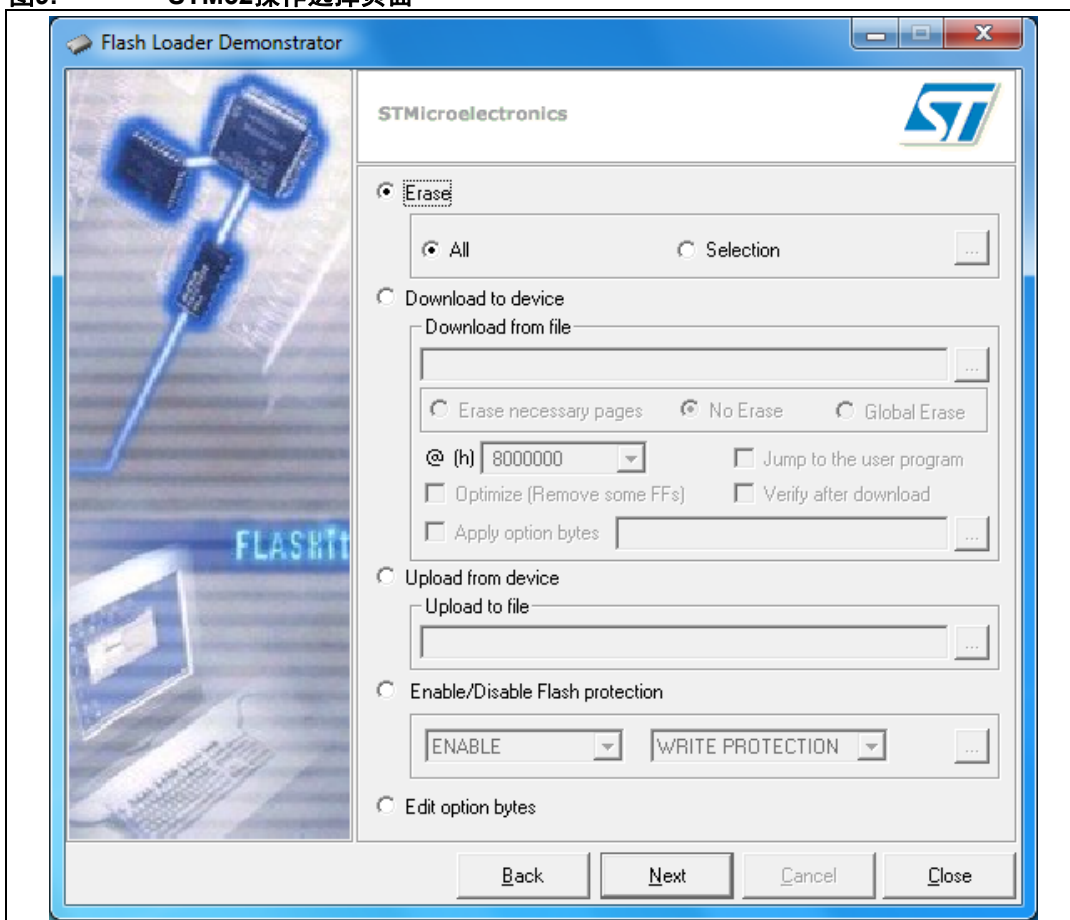 Flash Loader Demonstrator
STMicroelectronics
ST
Erase
All Selection ...
Download to device
Download from file
...
Erase necessary pages No Erase Global Erase
@ (h) 8000000 Jump to the user program
Optimize (Remove some FFs) Verify after download
Apply option bytes ...
FLASHiT
Upload from device
Upload to file
...
Enable/Disable Flash protection
ENABLE WRITE PROTECTION ...
Edit option bytes
Back Next Cancel Close